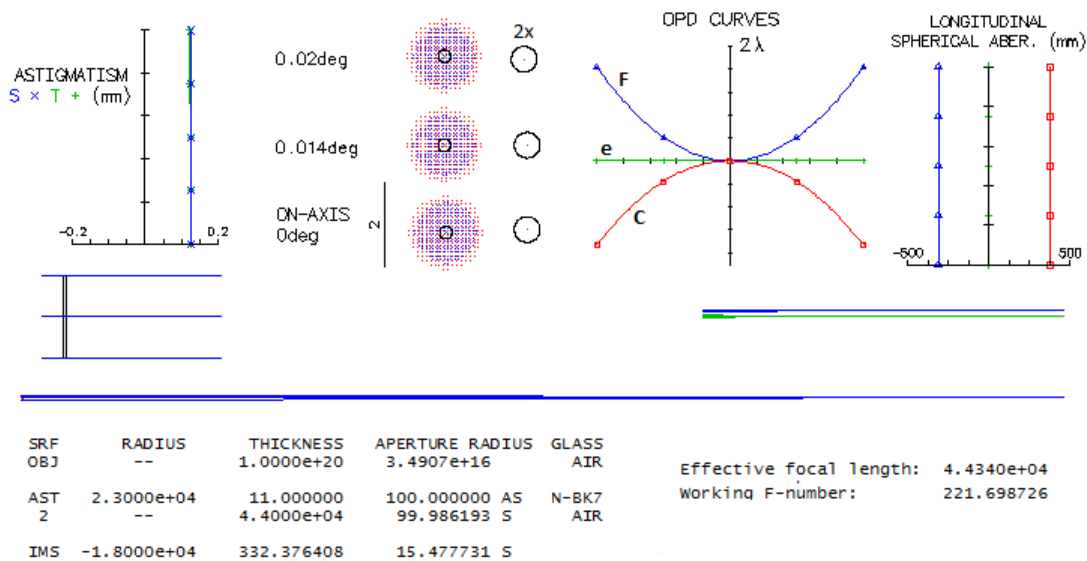 ASTIGMATISM
S × T + (mm)
-0.2
0.2
0.02deg
0.014deg
ON-AXIS
0deg
2
2x
OPD CURVES
2λ
F
e
C
LONGITUDINAL
SPHERICAL ABER. (mm)
-500
500
SRF RADIUS THICKNESS APERTURE RADIUS GLASS
OBJ -- 1.0000e+20 3.4907e+16 AIR
AST 2.3000e+04 11.000000 100.000000 AS N-BK7
2 -- 4.4000e+04 99.986193 S AIR
IMS -1.8000e+04 332.376408 15.477731 S
Effective focal length: 4.4340e+04
Working F-number: 221.698726